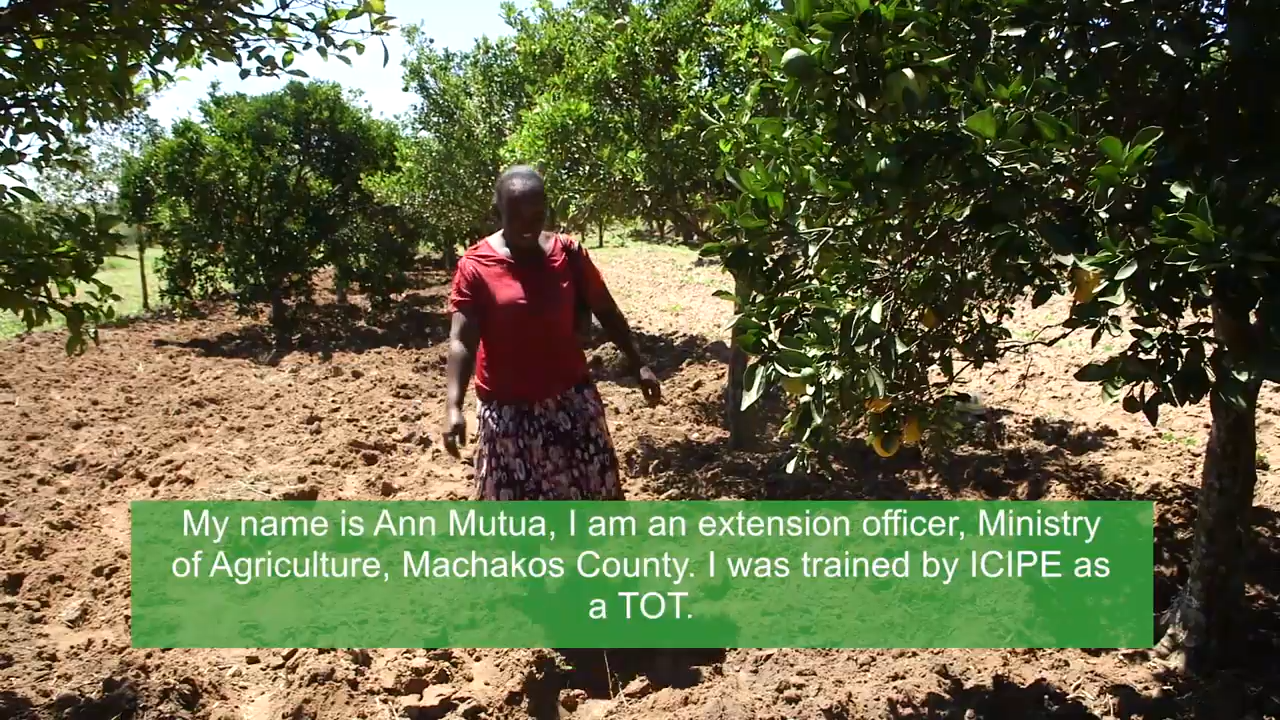 My name is Ann Mutua, I am an extension officer, Ministry
of Agriculture, Machakos County. I was trained by ICIPE as
a TOT.